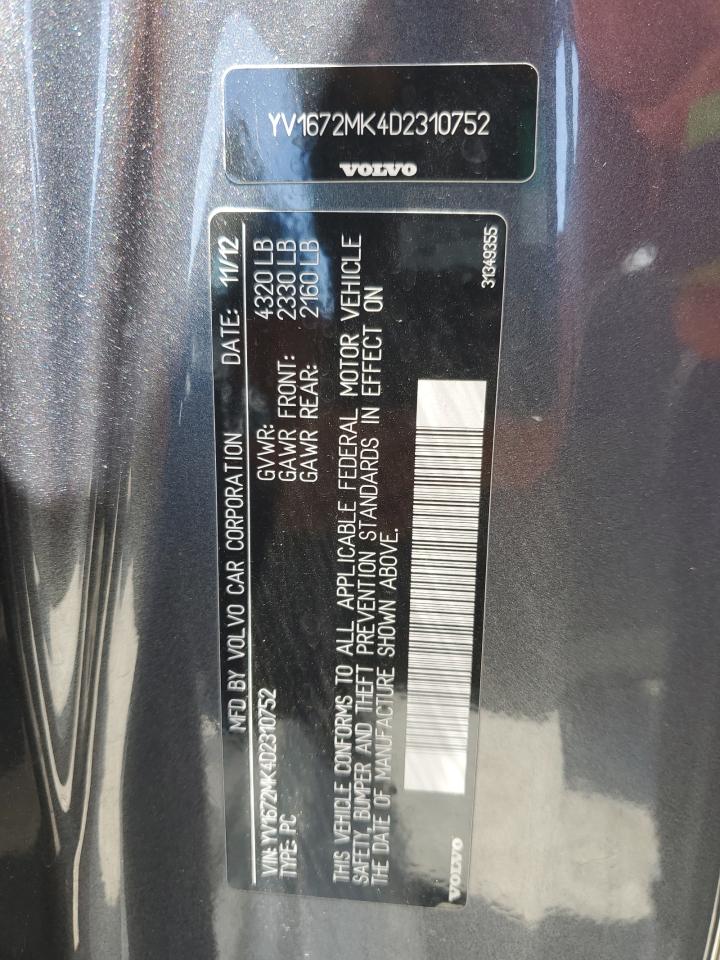 YV1672MK4D2310752
VOLVO
MFD BY VOLVO CAR CORPORATION DATE: 11/12
VIN: YV1672MK4D2310752
TYPE: PC
GVWR: 4320 LB
GAWR FRONT: 2330 LB
GAWR REAR: 2160 LB
THIS VEHICLE CONFORMS TO ALL APPLICABLE FEDERAL MOTOR VEHICLE
SAFETY, BUMPER AND THEFT PREVENTION STANDARDS IN EFFECT ON
THE DATE OF MANUFACTURE SHOWN ABOVE.
VOLVO
31349355